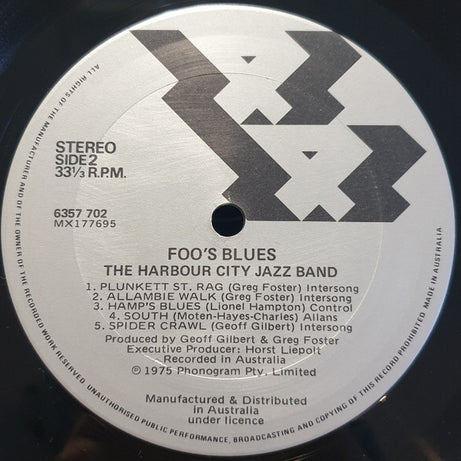 STEREO
SIDE 2
33⅓ R.P.M.
6357 702
MX177695
FOO'S BLUES
THE HARBOUR CITY JAZZ BAND
1. PLUNKETT ST. RAG (Greg Foster) Intersong
2. ALLAMBIE WALK (Greg Foster) Intersong
3. HAMP'S BLUES (Lionel Hampton) Control
4. SOUTH (Moten-Hayes-Charles) Allans
5. SPIDER CRAWL (Geoff Gilbert) Intersong
Produced by Geoff Gilbert & Greg Foster
Executive Producer: Horst Liepolt
Recorded in Australia
℗ 1975 Phonogram Pty. Limited
Manufactured & Distributed
in Australia
under licence
ALL RIGHTS OF THE MANUFACTURER AND OF THE OWNER OF THE RECORDED WORK RESERVED. UNAUTHORISED PUBLIC PERFORMANCE, BROADCASTING AND COPYING OF THIS RECORD PROHIBITED. MADE IN AUSTRALIA